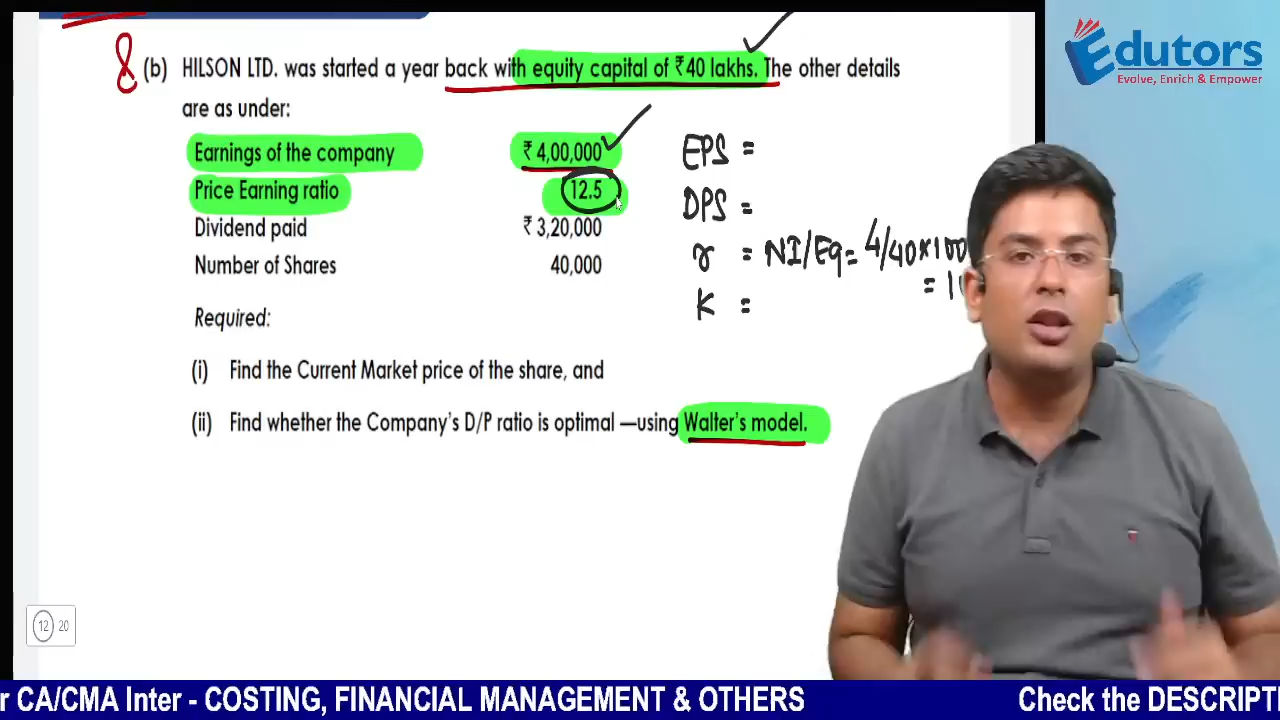 Edutors
Evolve, Enrich & Empower
8 (b) HILSON LTD. was started a year back with equity capital of ₹40 lakhs. The other details
are as under:
Earnings of the company ₹4,00,000
Price Earning ratio 12.5
Dividend paid ₹3,20,000
Number of Shares 40,000
EPS =
DPS =
r = NI/Eq = 4/40×100
= 1
K =
Required:
(i) Find the Current Market price of the share, and
(ii) Find whether the Company's D/P ratio is optimal —using Walter's model.
12 20
r CA/CMA Inter - COSTING, FINANCIAL MANAGEMENT & OTHERS
Check the DESCRIPTI